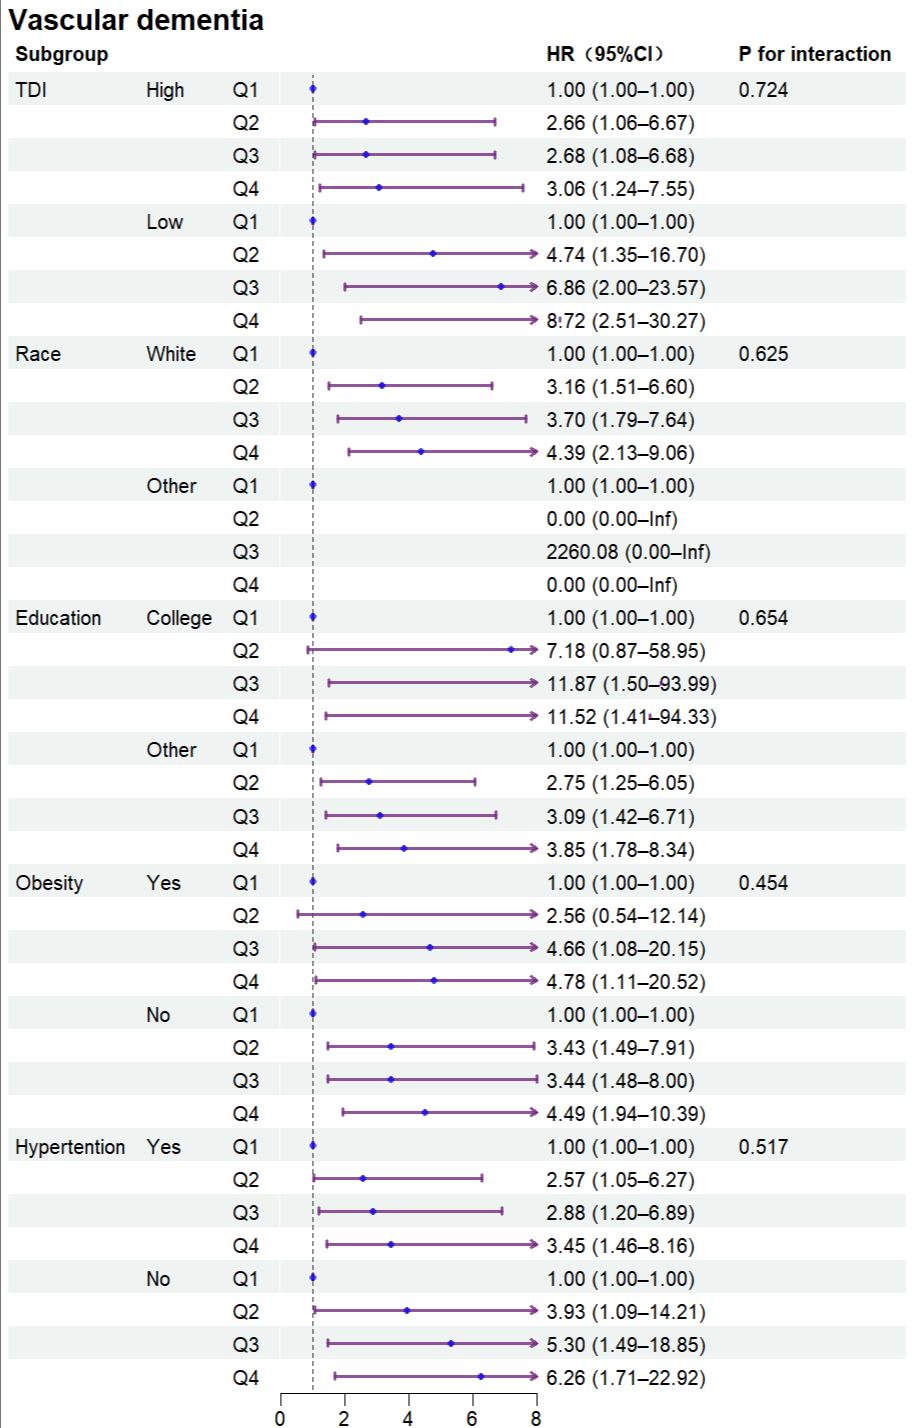 Vascular dementia
Subgroup HR（95%CI） P for interaction
TDI High Q1 1.00 (1.00–1.00) 0.724
Q2 2.66 (1.06–6.67)
Q3 2.68 (1.08–6.68)
Q4 3.06 (1.24–7.55)
Low Q1 1.00 (1.00–1.00)
Q2 4.74 (1.35–16.70)
Q3 6.86 (2.00–23.57)
Q4 8.72 (2.51–30.27)
Race White Q1 1.00 (1.00–1.00) 0.625
Q2 3.16 (1.51–6.60)
Q3 3.70 (1.79–7.64)
Q4 4.39 (2.13–9.06)
Other Q1 1.00 (1.00–1.00)
Q2 0.00 (0.00–Inf)
Q3 2260.08 (0.00–Inf)
Q4 0.00 (0.00–Inf)
Education College Q1 1.00 (1.00–1.00) 0.654
Q2 7.18 (0.87–58.95)
Q3 11.87 (1.50–93.99)
Q4 11.52 (1.41–94.33)
Other Q1 1.00 (1.00–1.00)
Q2 2.75 (1.25–6.05)
Q3 3.09 (1.42–6.71)
Q4 3.85 (1.78–8.34)
Obesity Yes Q1 1.00 (1.00–1.00) 0.454
Q2 2.56 (0.54–12.14)
Q3 4.66 (1.08–20.15)
Q4 4.78 (1.11–20.52)
No Q1 1.00 (1.00–1.00)
Q2 3.43 (1.49–7.91)
Q3 3.44 (1.48–8.00)
Q4 4.49 (1.94–10.39)
Hypertention Yes Q1 1.00 (1.00–1.00) 0.517
Q2 2.57 (1.05–6.27)
Q3 2.88 (1.20–6.89)
Q4 3.45 (1.46–8.16)
No Q1 1.00 (1.00–1.00)
Q2 3.93 (1.09–14.21)
Q3 5.30 (1.49–18.85)
Q4 6.26 (1.71–22.92)
0 2 4 6 8